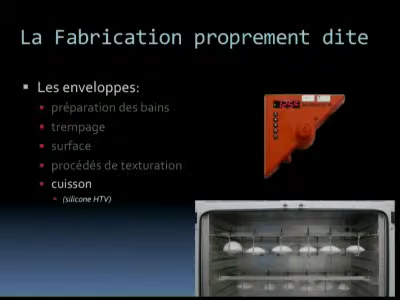 La Fabrication proprement dite
Les enveloppes:
préparation des bains
trempage
surface
procédés de texturation
cuisson
(silicone HTV)